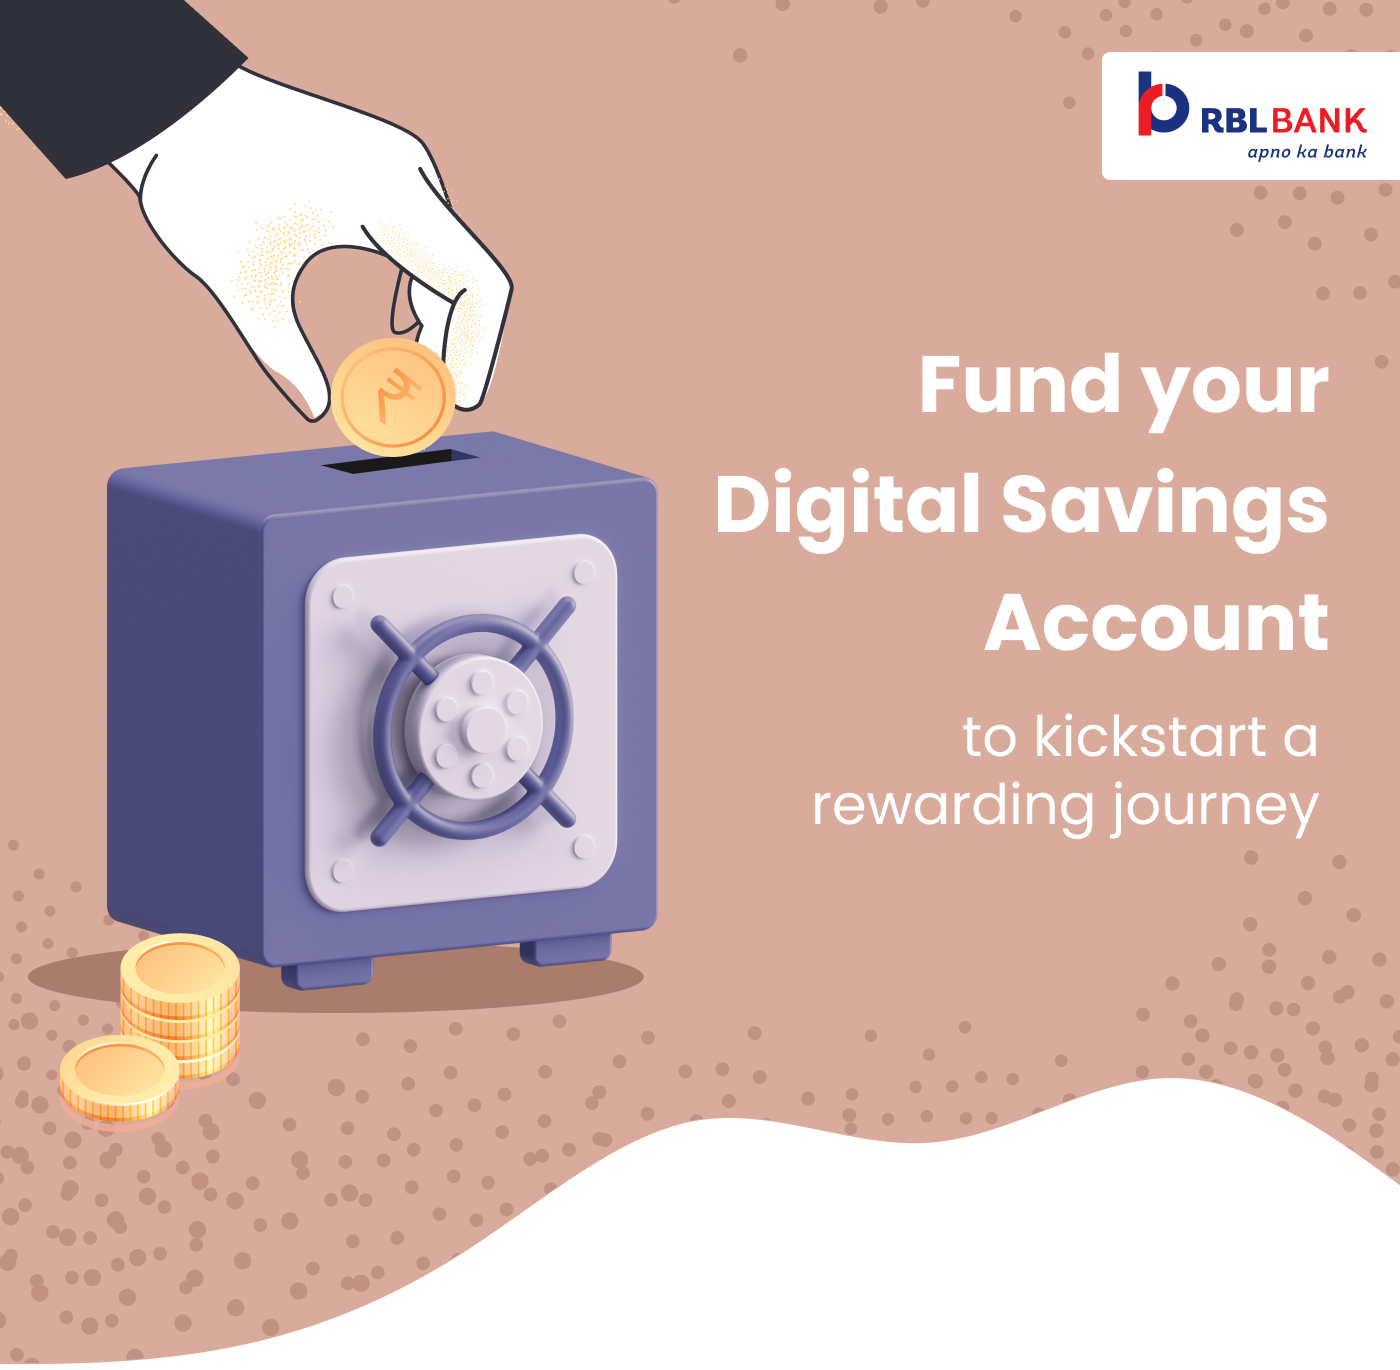 RBLBANK
apno ka bank
₹
Fund your
Digital Savings
Account
to kickstart a
rewarding journey